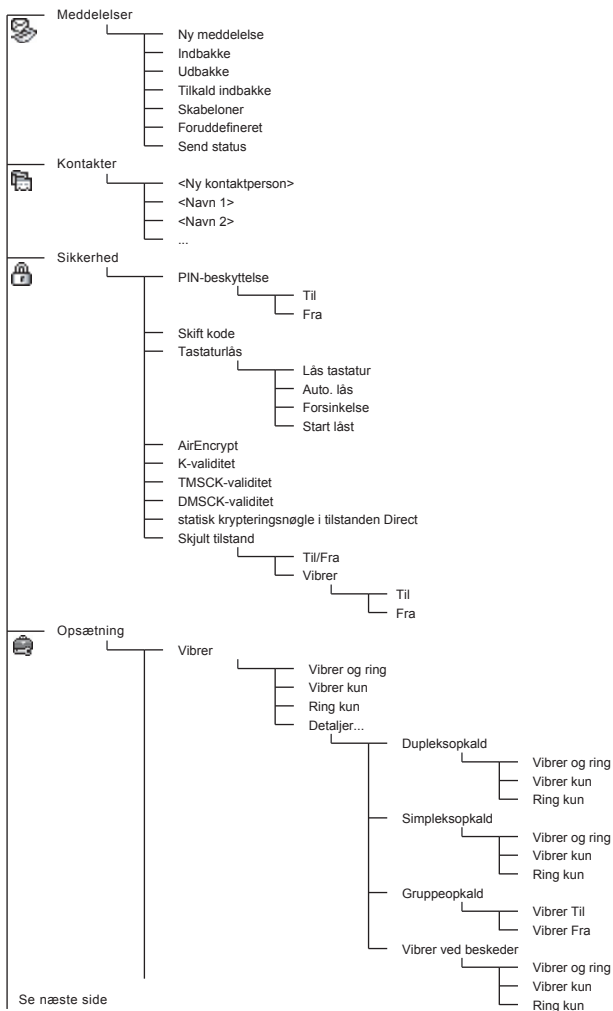 Meddelelser
Ny meddelelse
Indbakke
Udbakke
Tilkald indbakke
Skabeloner
Foruddefineret
Send status
Kontakter
<Ny kontaktperson>
<Navn 1>
<Navn 2>
...
Sikkerhed
PIN-beskyttelse
Til
Fra
Skift kode
Tastaturlås
Lås tastatur
Auto. lås
Forsinkelse
Start låst
AirEncrypt
K-validitet
TMSCK-validitet
DMSCK-validitet
statisk krypteringsnøgle i tilstanden Direct
Skjult tilstand
Til/Fra
Vibrer
Til
Fra
Opsætning
Vibrer
Vibrer og ring
Vibrer kun
Ring kun
Detaljer...
Dupleksopkald
Vibrer og ring
Vibrer kun
Ring kun
Simpleksopkald
Vibrer og ring
Vibrer kun
Ring kun
Gruppeopkald
Vibrer Til
Vibrer Fra
Vibrer ved beskeder
Vibrer og ring
Vibrer kun
Ring kun
Se næste side